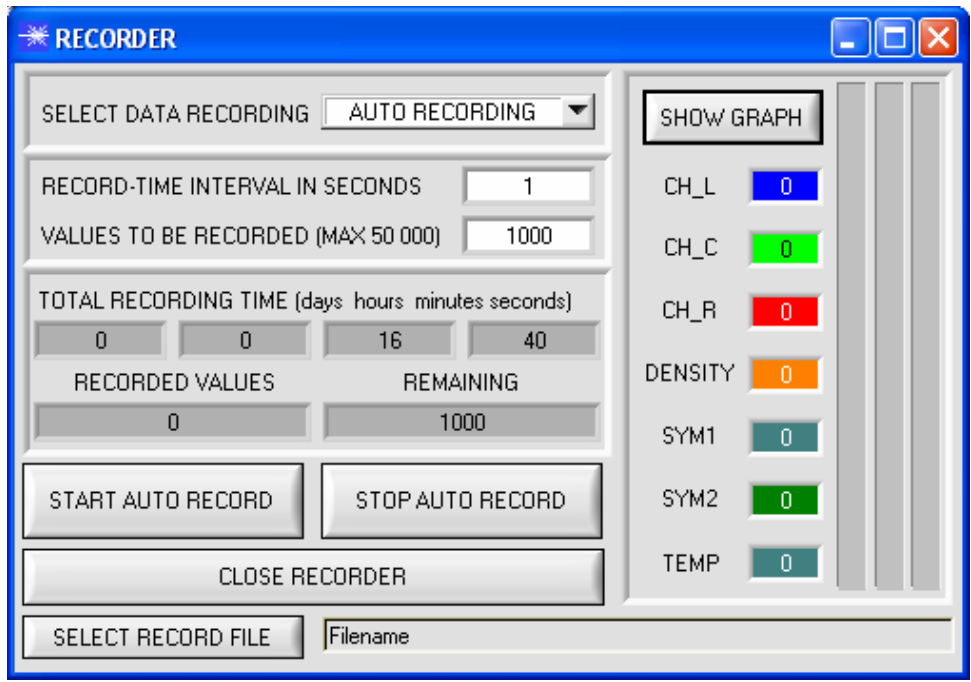 RECORDER
SELECT DATA RECORDING AUTO RECORDING
RECORD-TIME INTERVAL IN SECONDS 1
VALUES TO BE RECORDED (MAX 50 000) 1000
TOTAL RECORDING TIME (days hours minutes seconds)
0 0 16 40
RECORDED VALUES REMAINING
0 1000
START AUTO RECORD STOP AUTO RECORD
CLOSE RECORDER
SELECT RECORD FILE Filename
SHOW GRAPH
CH_L 0
CH_C 0
CH_R 0
DENSITY 0
SYM1 0
SYM2 0
TEMP 0